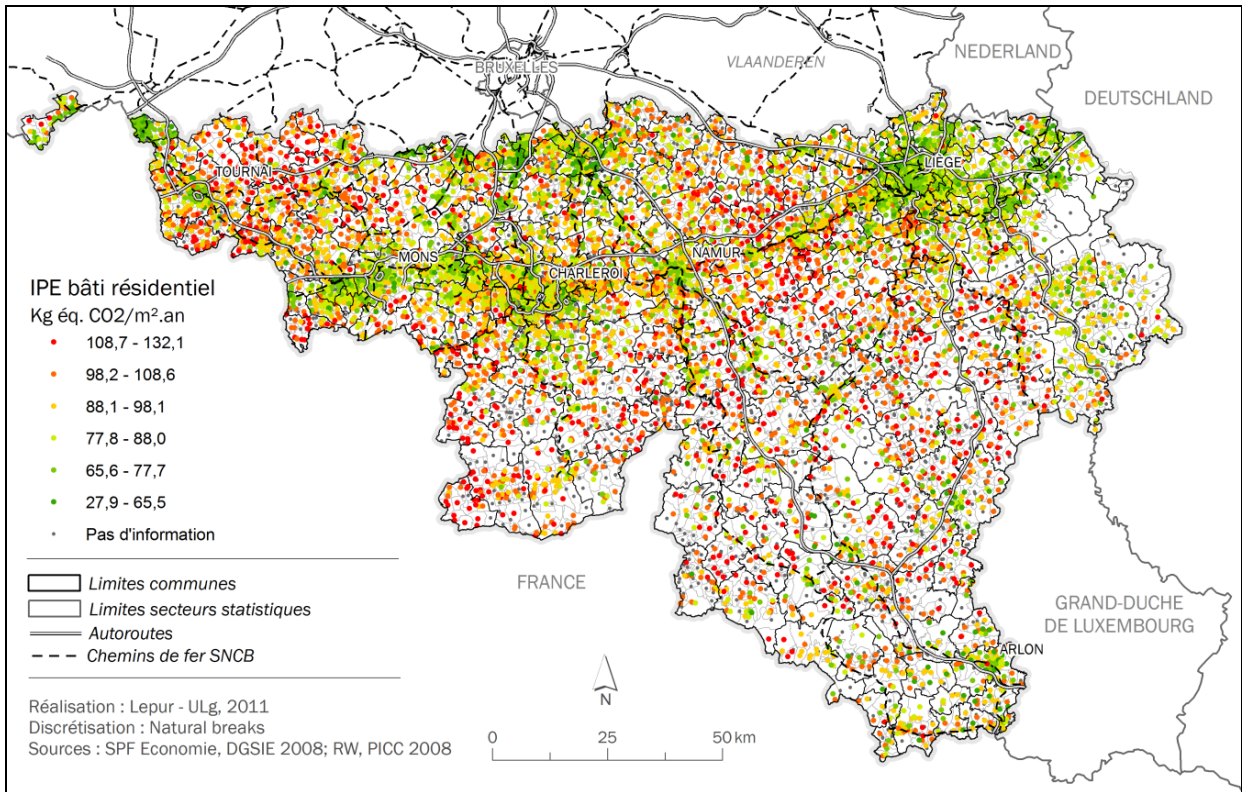 NEDERLAND
VLAANDEREN
BRUXELLES
DEUTSCHLAND
LIÈGE
TOURNAI
NAMUR
MONS
CHARLEROI
IPE bâti résidentiel
Kg éq. CO2/m².an
108,7 - 132,1
98,2 - 108,6
88,1 - 98,1
77,8 - 88,0
65,6 - 77,7
27,9 - 65,5
Pas d'information
Limites communes
Limites secteurs statistiques
Autoroutes
Chemins de fer SNCB
FRANCE
GRAND-DUCHE
DE LUXEMBOURG
ARLON
N
Réalisation : Lepur - ULg, 2011
Discrétisation : Natural breaks
Sources : SPF Economie, DGSIE 2008; RW, PICC 2008
0 25 50 km